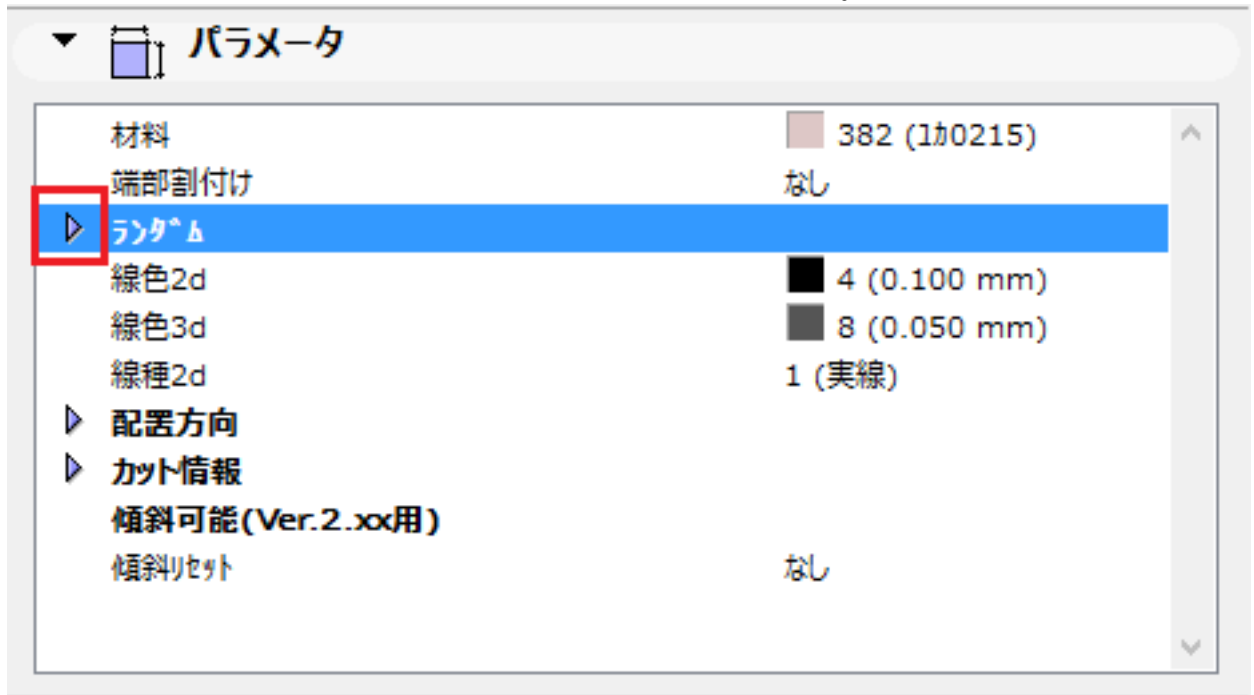 パラメータ
材料 382 (ｴｶ0215)
端部割付け なし
ﾗﾝﾀﾞﾑ
線色2d 4 (0.100 mm)
線色3d 8 (0.050 mm)
線種2d 1 (実線)
配置方向
カット情報
傾斜可能(Ver.2.xx用)
傾斜ﾘｾｯﾄ なし